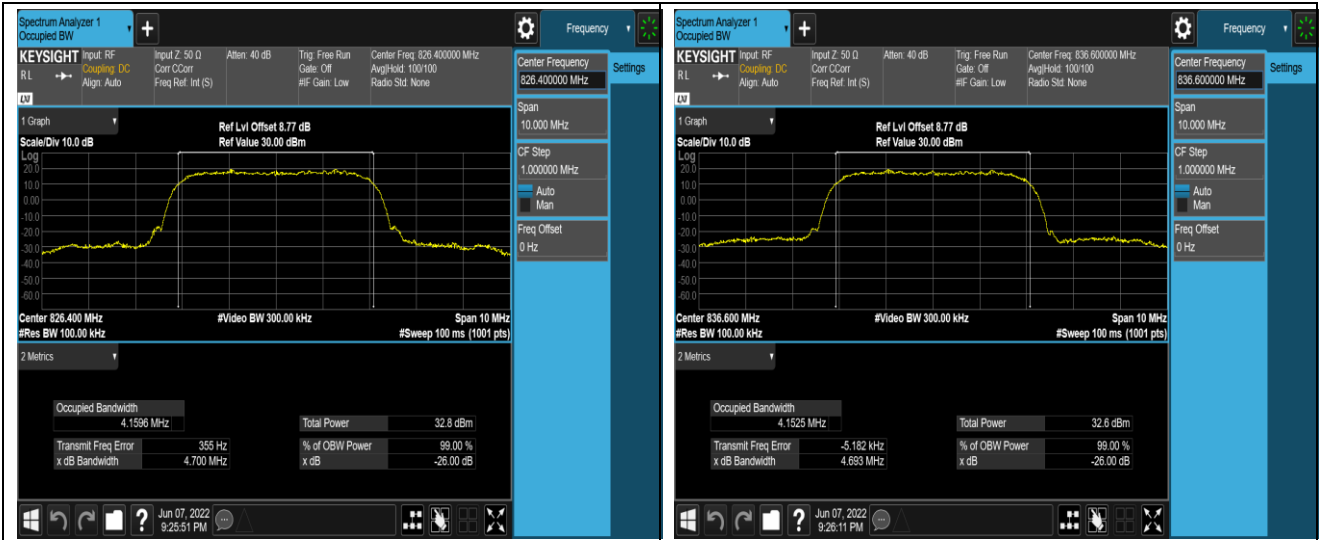 Spectrum Analyzer 1
Occupied BW
Frequency
KEYSIGHT
RL
Input: RF
Coupling: DC
Align: Auto
Input Z: 50 Ω
Corr CCorr
Freq Ref: Int (S)
Atten: 40 dB
Trig: Free Run
Gate: Off
#IF Gain: Low
Center Freq: 826.400000 MHz
Avg|Hold: 100/100
Radio Std: None
Center Frequency
826.400000 MHz
Settings
Span
10.000 MHz
CF Step
1.000000 MHz
Auto
Man
Freq Offset
0 Hz
1 Graph
Scale/Div 10.0 dB
Ref Lvl Offset 8.77 dB
Ref Value 30.00 dBm
Log
20.0
10.0
0.00
-10.0
-20.0
-30.0
-40.0
-50.0
-60.0
Center 826.400 MHz
#Res BW 100.00 kHz
#Video BW 300.00 kHz
Span 10 MHz
#Sweep 100 ms (1001 pts)
2 Metrics
Occupied Bandwidth
4.1596 MHz
Total Power 32.8 dBm
Transmit Freq Error 355 Hz
% of OBW Power 99.00 %
x dB Bandwidth 4.700 MHz
x dB -26.00 dB
Jun 07, 2022
9:25:51 PM
Spectrum Analyzer 1
Occupied BW
Frequency
KEYSIGHT
RL
Input: RF
Coupling: DC
Align: Auto
Input Z: 50 Ω
Corr CCorr
Freq Ref: Int (S)
Atten: 40 dB
Trig: Free Run
Gate: Off
#IF Gain: Low
Center Freq: 836.600000 MHz
Avg|Hold: 100/100
Radio Std: None
Center Frequency
836.600000 MHz
Settings
Span
10.000 MHz
CF Step
1.000000 MHz
Auto
Man
Freq Offset
0 Hz
1 Graph
Scale/Div 10.0 dB
Ref Lvl Offset 8.77 dB
Ref Value 30.00 dBm
Log
20.0
10.0
0.00
-10.0
-20.0
-30.0
-40.0
-50.0
-60.0
Center 836.600 MHz
#Res BW 100.00 kHz
#Video BW 300.00 kHz
Span 10 MHz
#Sweep 100 ms (1001 pts)
2 Metrics
Occupied Bandwidth
4.1525 MHz
Total Power 32.6 dBm
Transmit Freq Error -5.182 kHz
% of OBW Power 99.00 %
x dB Bandwidth 4.693 MHz
x dB -26.00 dB
Jun 07, 2022
9:26:11 PM